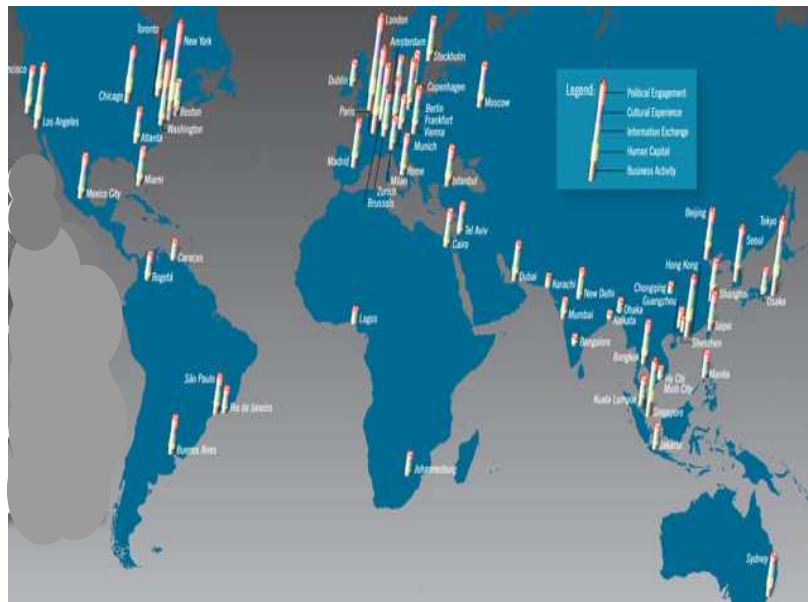 London
Toronto
New York
Amsterdam
Stockholm
Dublin
Copenhagen
Chicago
Boston
Paris
Berlin
Moscow
Los Angeles
Atlanta
Washington
Frankfurt
Vienna
Munich
Madrid
Miami
Milan
Rome
Mexico City
Zurich
Istanbul
Brussels
Tel Aviv
Cairo
Legend:
Political Engagement
Cultural Experience
Information Exchange
Human Capital
Business Activity
Beijing
Tokyo
Seoul
Caracas
Bogotá
Hong Kong
Dubai
Karachi
New Delhi
Chongqing
Shanghai
Osaka
Guangzhou
Dhaka
Mumbai
Kolkata
Lagos
Taipei
Bangalore
Shenzhen
Bangkok
São Paulo
Ho Chi
Minh City
Manila
Rio de Janeiro
Kuala Lumpur
Singapore
Buenos Aires
Jakarta
Johannesburg
Sydney